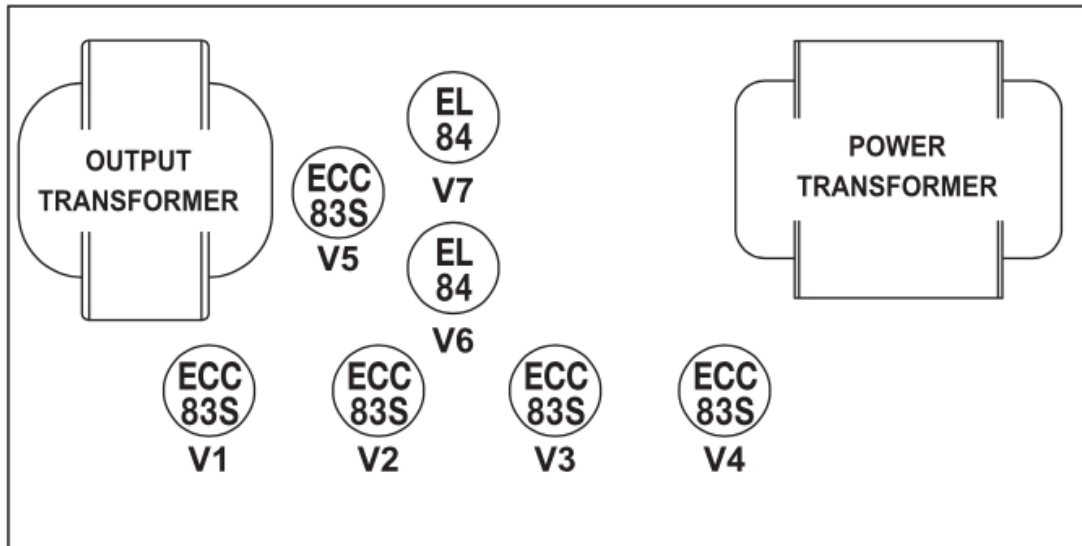 OUTPUT
TRANSFORMER
EL
84
V7
POWER
TRANSFORMER
ECC
83S
V5
EL
84
V6
ECC
83S
V1
ECC
83S
V2
ECC
83S
V3
ECC
83S
V4